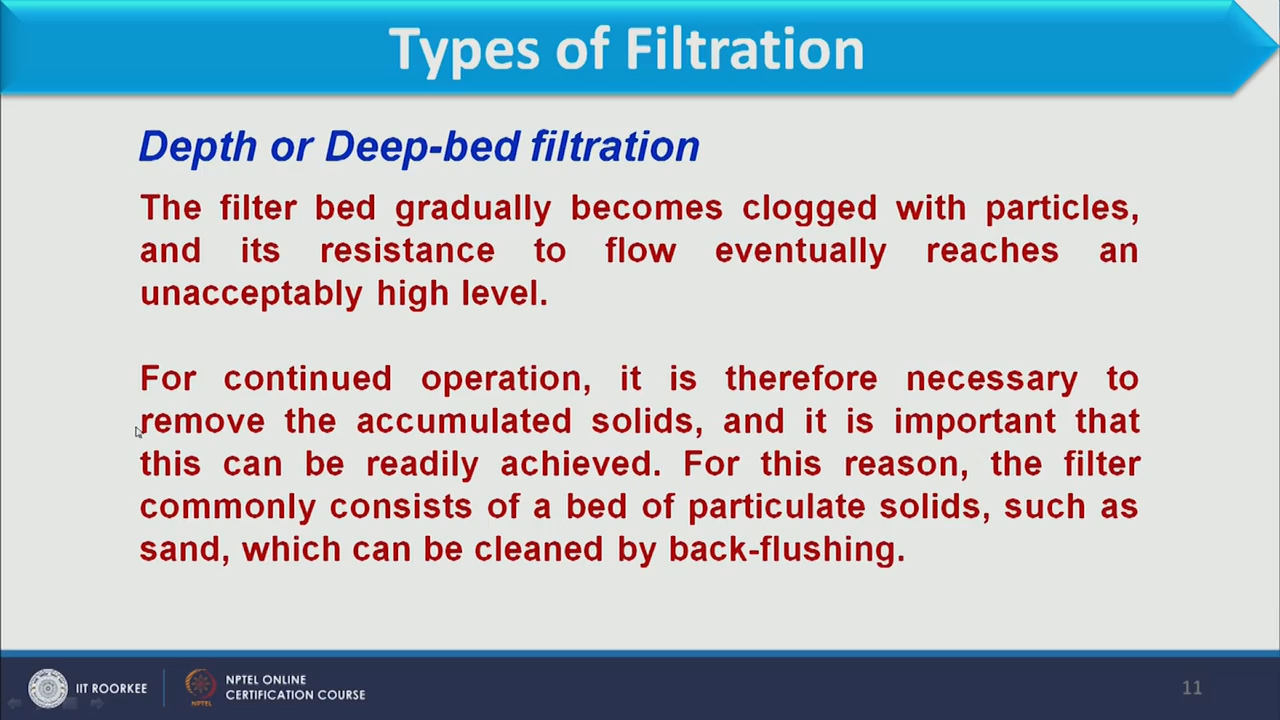 Types of Filtration
Depth or Deep-bed filtration
The filter bed gradually becomes clogged with particles,
and its resistance to flow eventually reaches an
unacceptably high level.
For continued operation, it is therefore necessary to
remove the accumulated solids, and it is important that
this can be readily achieved. For this reason, the filter
commonly consists of a bed of particulate solids, such as
sand, which can be cleaned by back-flushing.
IIT ROORKEE
NPTEL
NPTEL ONLINE
CERTIFICATION COURSE
11